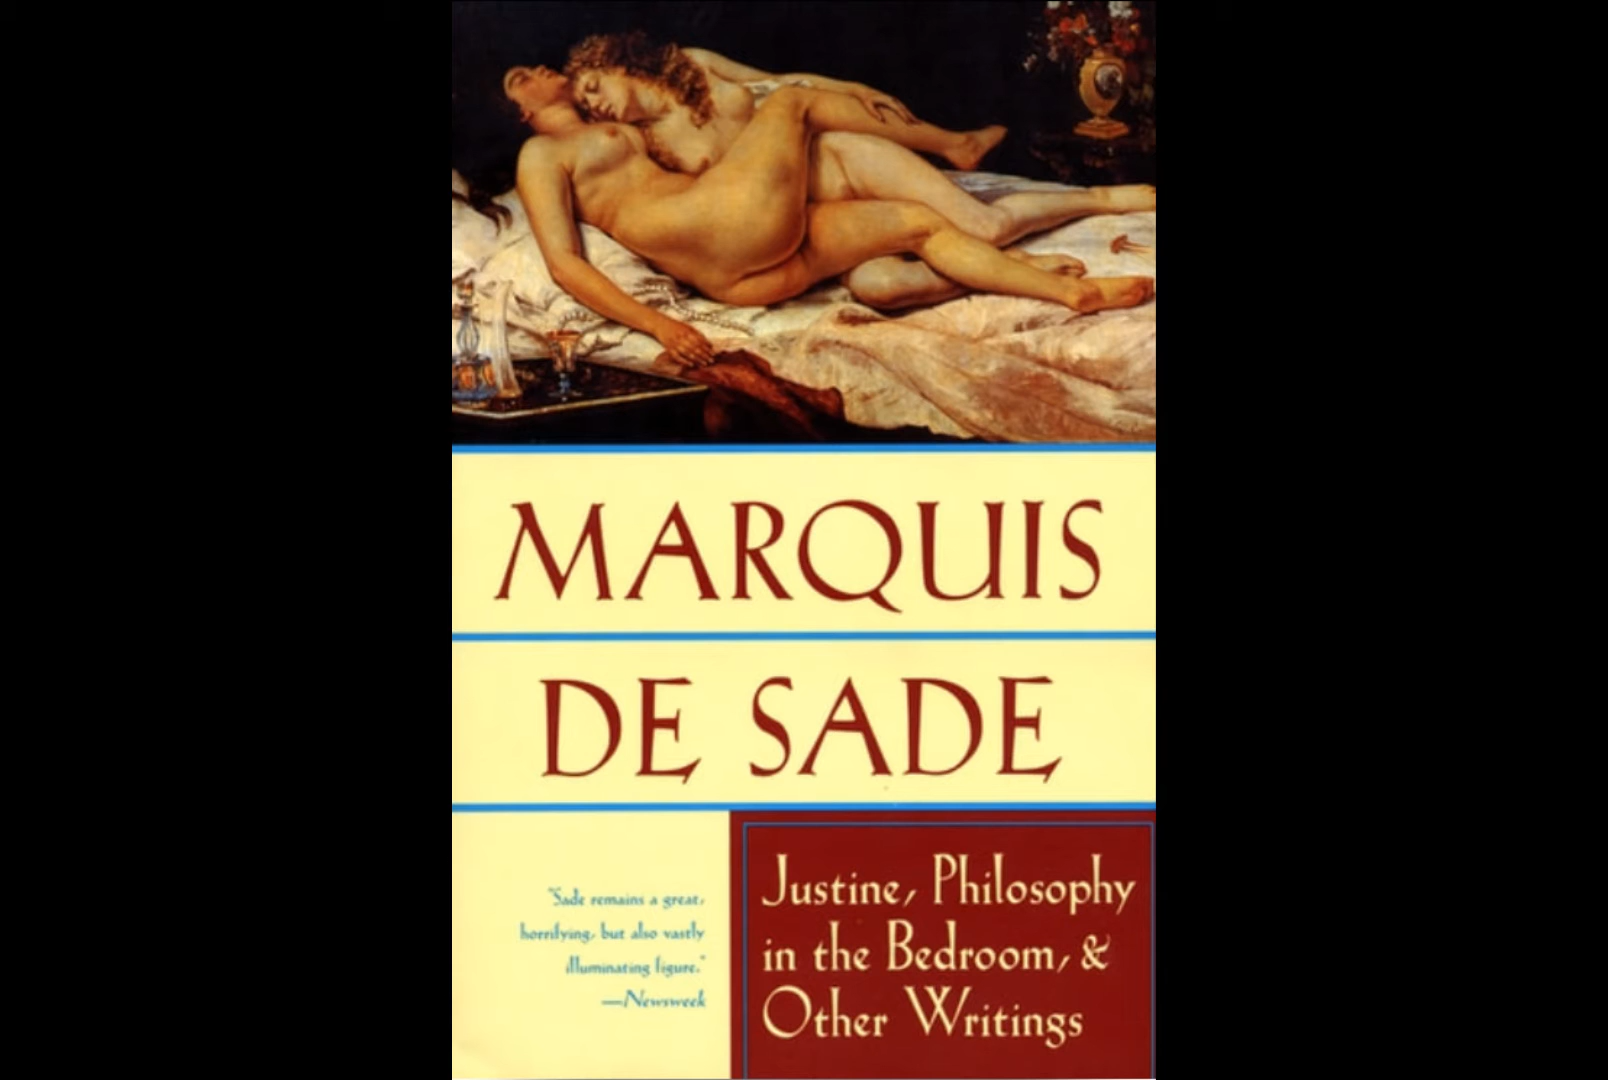 MARQUIS
DE SADE
"Sade remains a great,
horrifying, but also vastly
illuminating figure."
—Newsweek
Justine, Philosophy
in the Bedroom, &
Other Writings